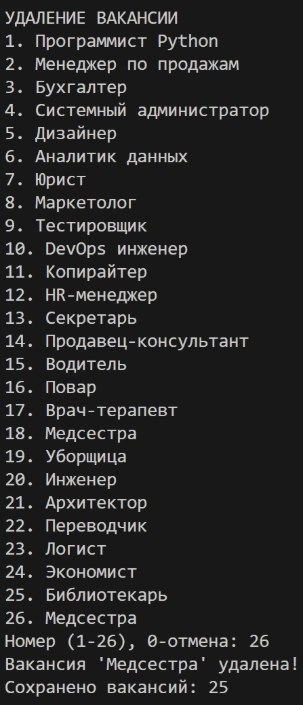 УДАЛЕНИЕ ВАКАНСИИ
1. Программист Python
2. Менеджер по продажам
3. Бухгалтер
4. Системный администратор
5. Дизайнер
6. Аналитик данных
7. Юрист
8. Маркетолог
9. Тестировщик
10. DevOps инженер
11. Копирайтер
12. HR-менеджер
13. Секретарь
14. Продавец-консультант
15. Водитель
16. Повар
17. Врач-терапевт
18. Медсестра
19. Уборщица
20. Инженер
21. Архитектор
22. Переводчик
23. Логист
24. Экономист
25. Библиотекарь
26. Медсестра
Номер (1-26), 0-отмена: 26
Вакансия 'Медсестра' удалена!
Сохранено вакансий: 25